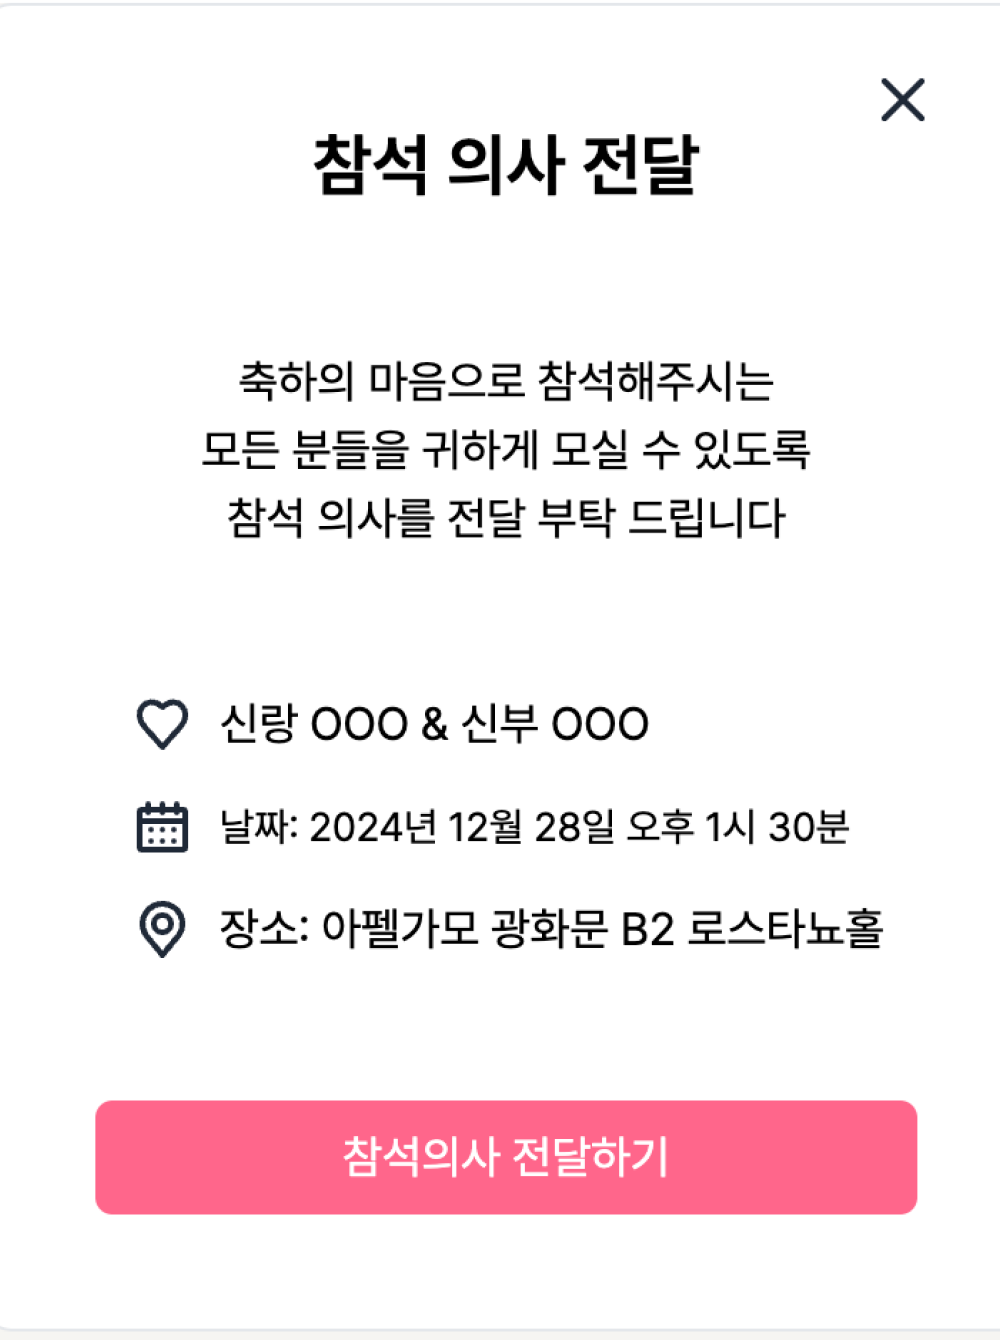 참석 의사 전달
축하의 마음으로 참석해주시는
모든 분들을 귀하게 모실 수 있도록
참석 의사를 전달 부탁 드립니다
신랑 OOO & 신부 OOO
날짜: 2024년 12월 28일 오후 1시 30분
장소: 아펠가모 광화문 B2 로스타뇨홀
참석의사 전달하기